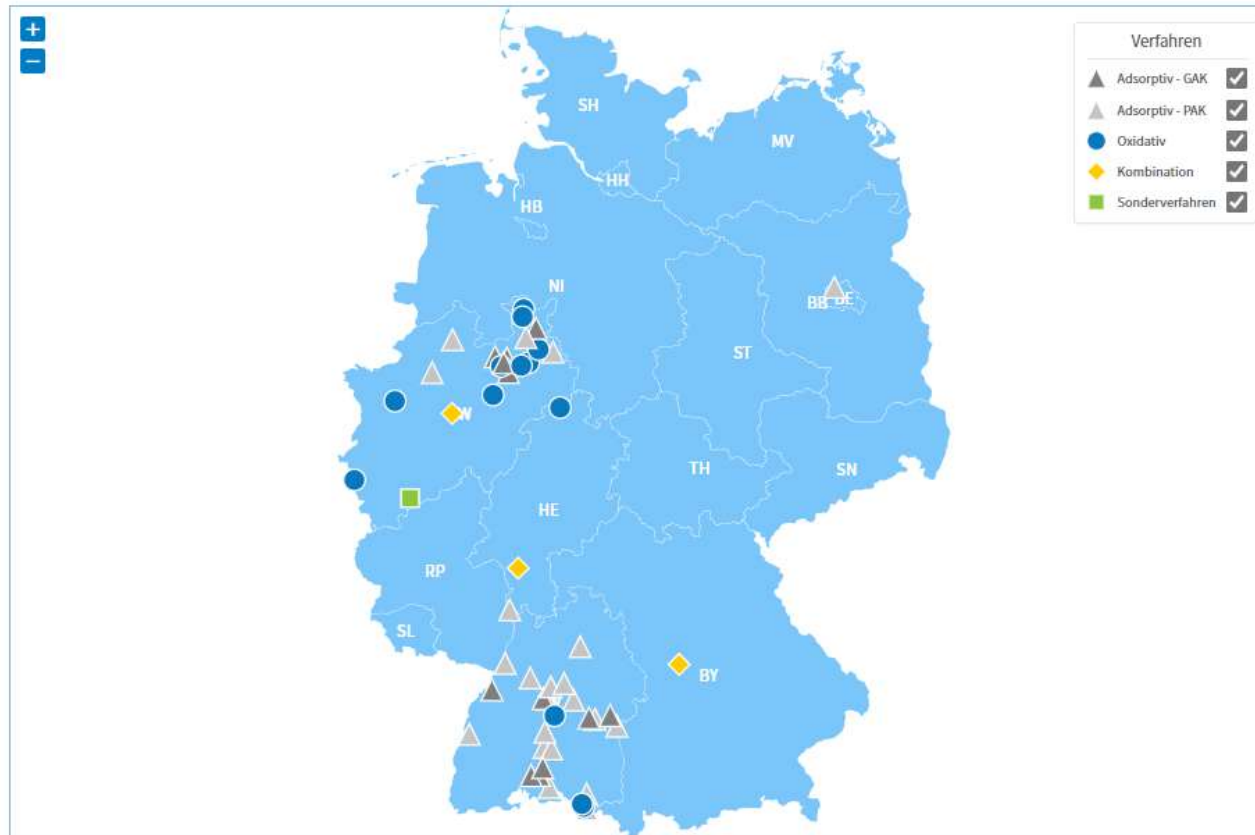 +
−
Verfahren
Adsorptiv - GAK
Adsorptiv - PAK
Oxidativ
Kombination
Sonderverfahren
SH
MV
HH
HB
NI
BB BE
ST
W
TH
SN
HE
RP
SL
BY